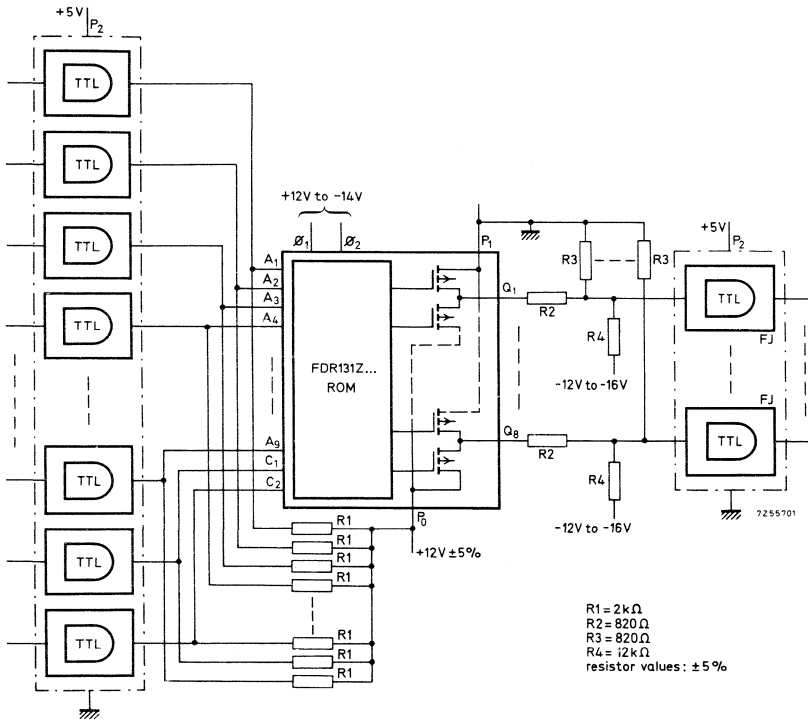 +5V
P2
TTL
TTL
TTL
TTL
TTL
TTL
TTL
+12V to -14V
Ø1
Ø2
P1
A1
A2
A3
A4
A9
C1
C2
FDR131Z...
ROM
Q1
Q8
R2
R2
R3
R3
R4
-12V to -16V
R4
-12V to -16V
+5V
P2
TTL
FJ
FJ
TTL
7Z55701
P0
+12V ±5%
R1
R1
R1
R1
R1
R1
R1
R1 = 2kΩ
R2 = 820Ω
R3 = 820Ω
R4 = 12kΩ
resistor values: ±5%